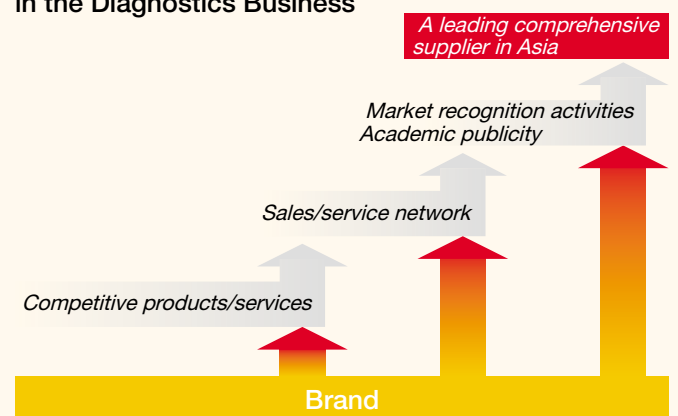 in the Diagnostics Business
A leading comprehensive
supplier in Asia
Market recognition activities
Academic publicity
Sales/service network
Competitive products/services
Brand